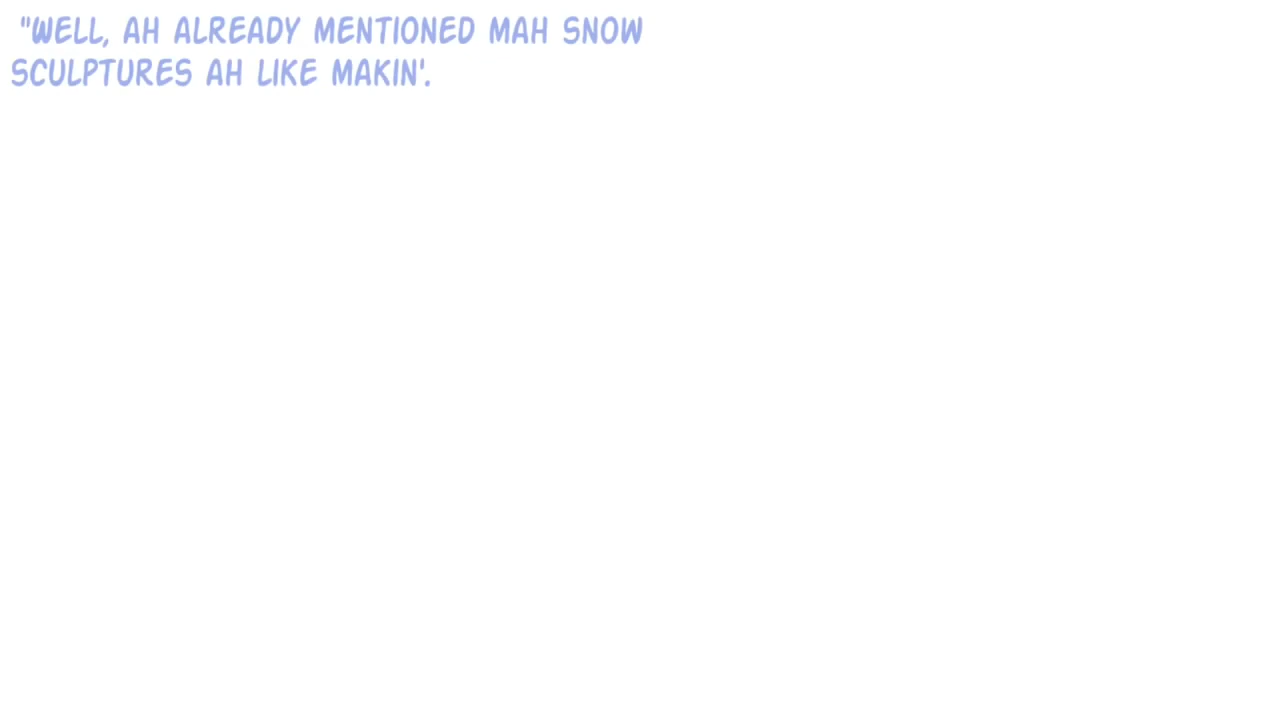 "WELL, AH ALREADY MENTIONED MAH SNOW
SCULPTURES AH LIKE MAKIN'.